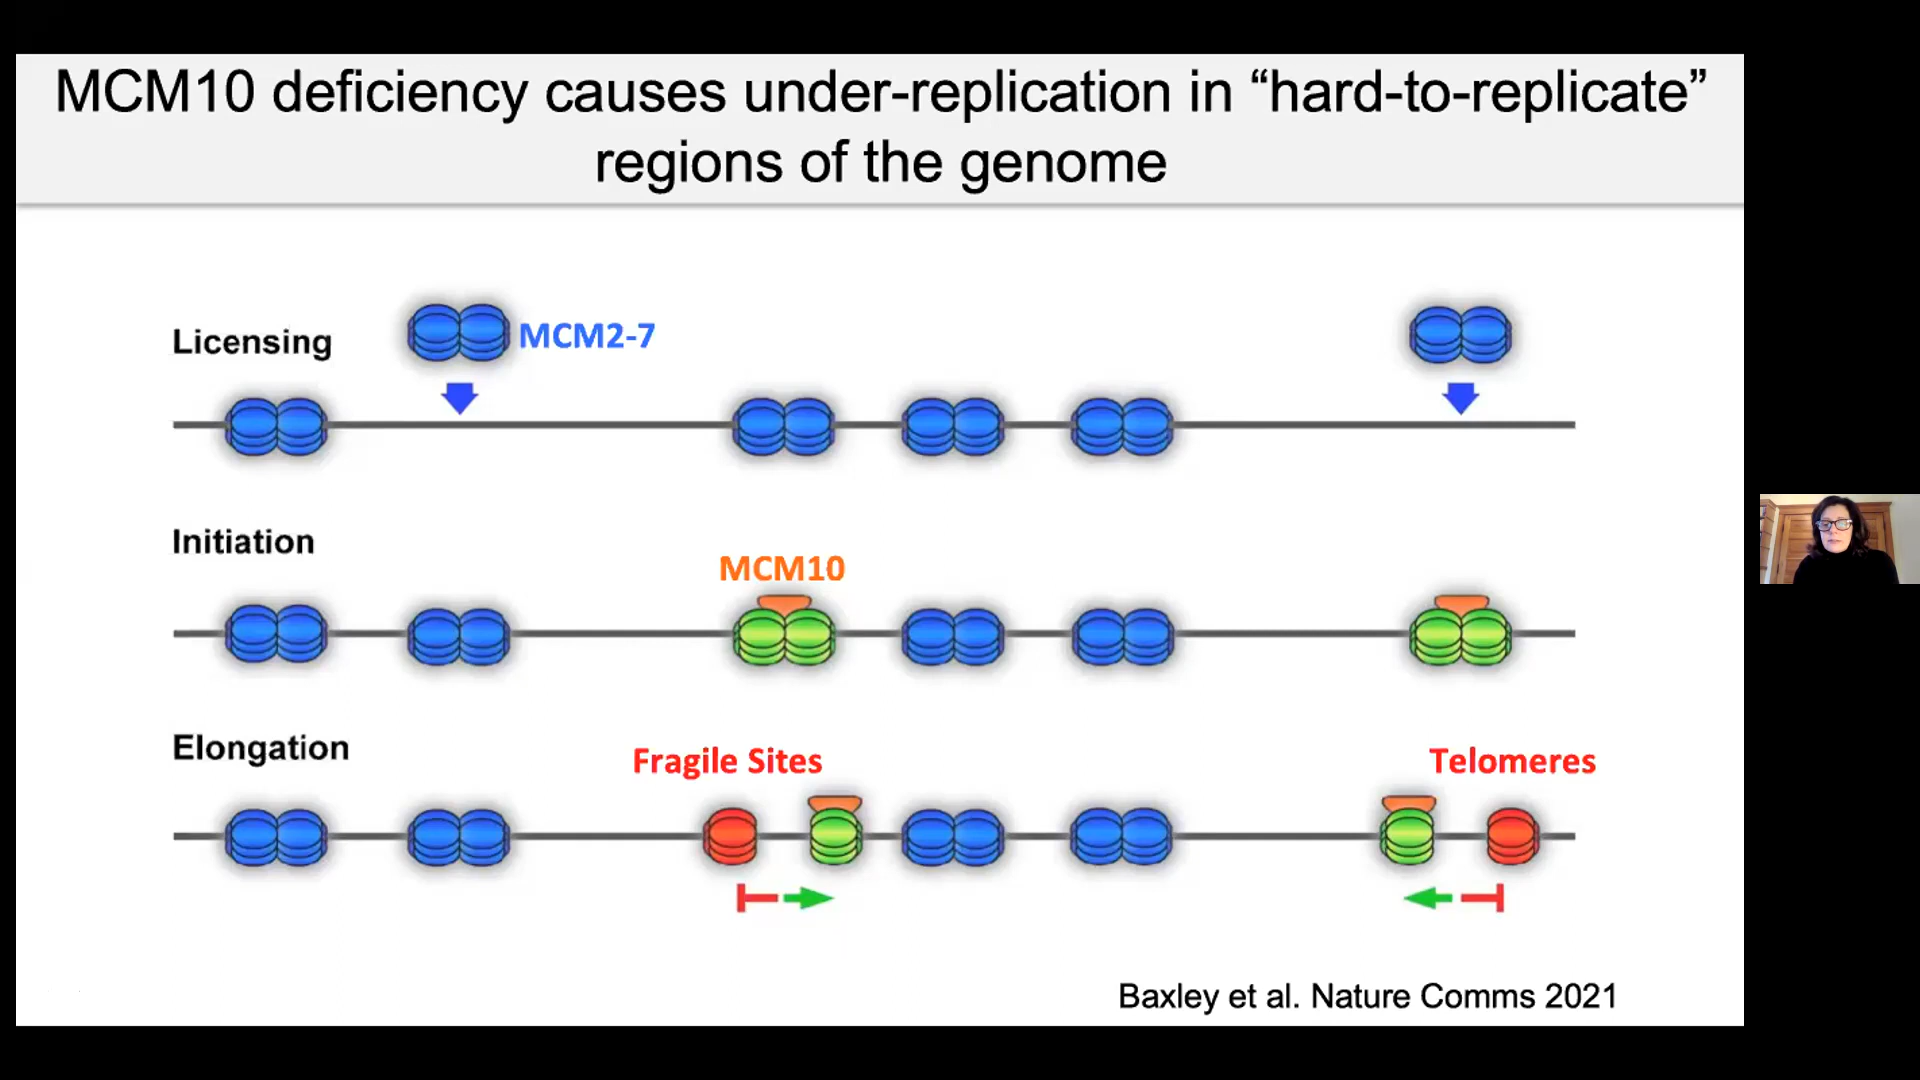 MCM10 deficiency causes under-replication in “hard-to-replicate”
regions of the genome
Licensing
MCM2-7
Initiation
MCM10
Elongation
Fragile Sites
Telomeres
Baxley et al. Nature Comms 2021